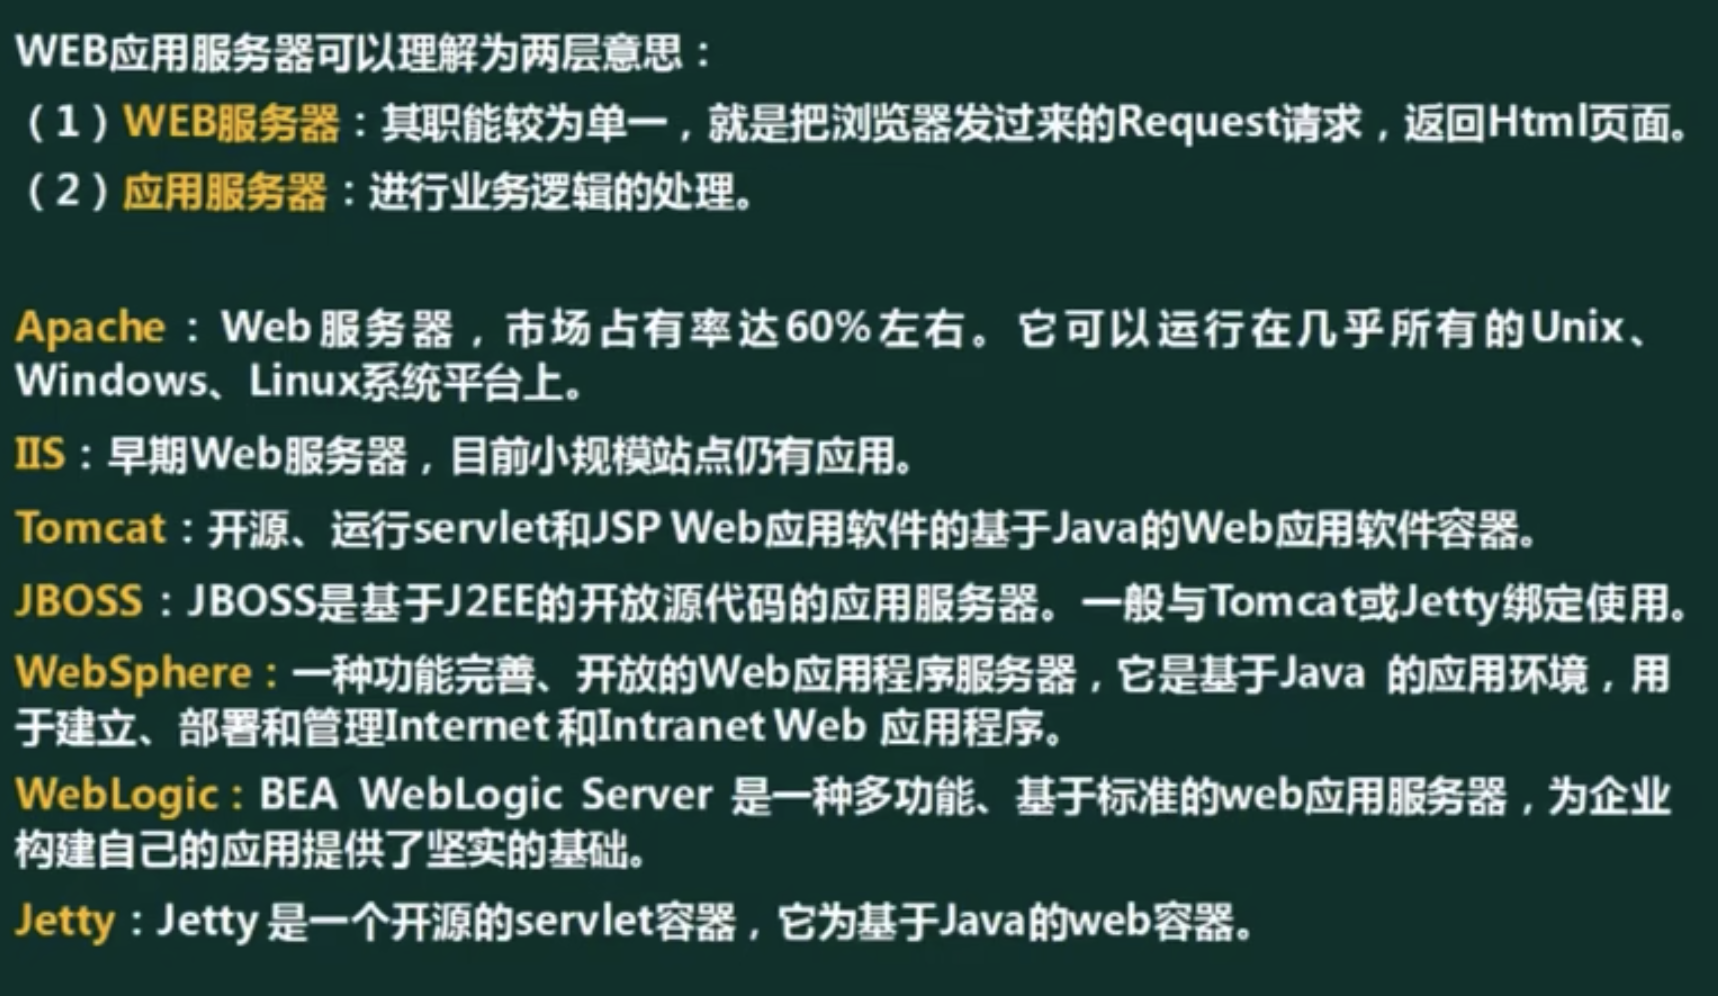 WEB应用服务器可以理解为两层意思：
（1）WEB服务器：其职能较为单一，就是把浏览器发过来的Request请求，返回Html页面。
（2）应用服务器：进行业务逻辑的处理。
Apache：Web服务器，市场占有率达60%左右。它可以运行在几乎所有的Unix、
Windows、Linux系统平台上。
IIS：早期Web服务器，目前小规模站点仍有应用。
Tomcat：开源、运行servlet和JSP Web应用软件的基于Java的Web应用软件容器。
JBOSS：JBOSS是基于J2EE的开放源代码的应用服务器。一般与Tomcat或Jetty绑定使用。
WebSphere：一种功能完善、开放的Web应用程序服务器，它是基于Java 的应用环境，用
于建立、部署和管理Internet 和Intranet Web 应用程序。
WebLogic：BEA WebLogic Server 是一种多功能、基于标准的web应用服务器，为企业
构建自己的应用提供了坚实的基础。
Jetty：Jetty 是一个开源的servlet容器，它为基于Java的web容器。